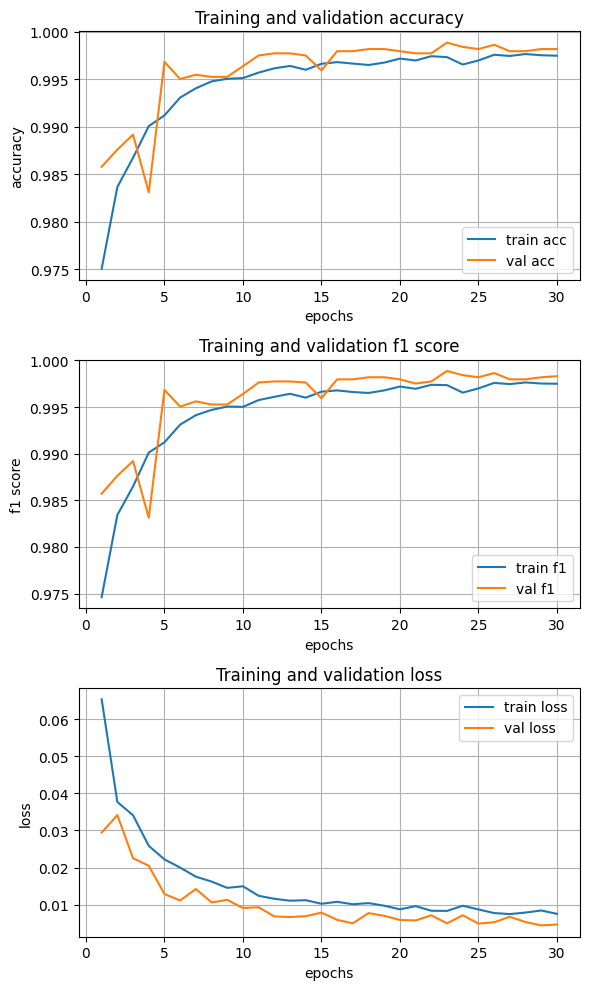 Training and validation accuracy
1.000
0.995
0.990
0.985
0.980
0.975
accuracy
train acc
val acc
0 5 10 15 20 25 30
epochs
Training and validation f1 score
1.000
0.995
0.990
0.985
0.980
0.975
f1 score
train f1
val f1
0 5 10 15 20 25 30
epochs
Training and validation loss
0.06
0.05
0.04
0.03
0.02
0.01
loss
train loss
val loss
0 5 10 15 20 25 30
epochs